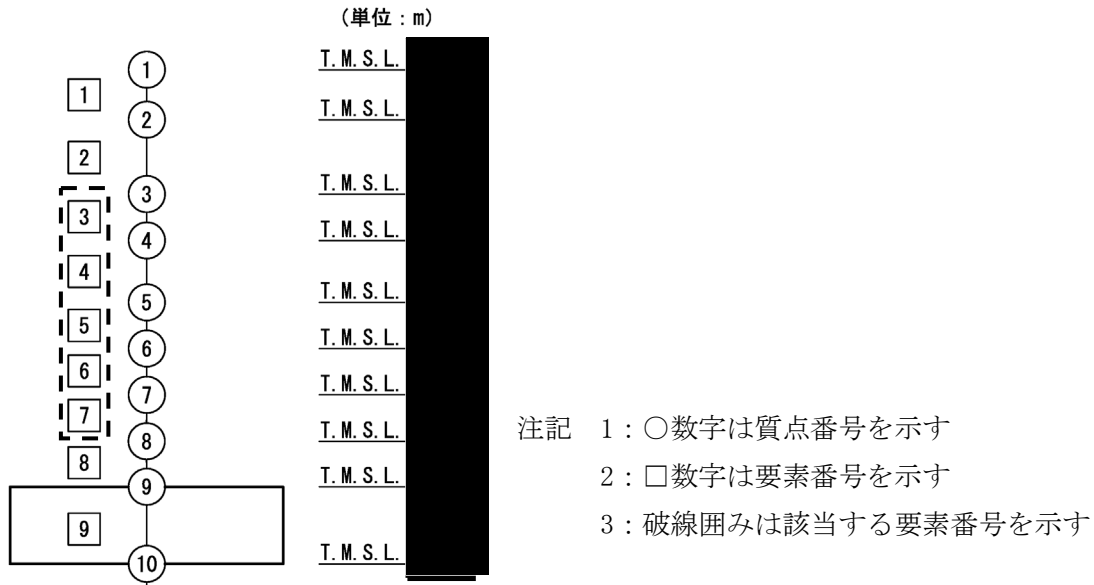 (単位：m)
① T.M.S.L.
1
② T.M.S.L.
2
③ T.M.S.L.
3
④ T.M.S.L.
4
⑤ T.M.S.L.
5
⑥ T.M.S.L.
6
⑦ T.M.S.L.
7
⑧ T.M.S.L.
8
⑨ T.M.S.L.
9
⑩ T.M.S.L.
注記 1：○数字は質点番号を示す
2：□数字は要素番号を示す
3：破線囲みは該当する要素番号を示す